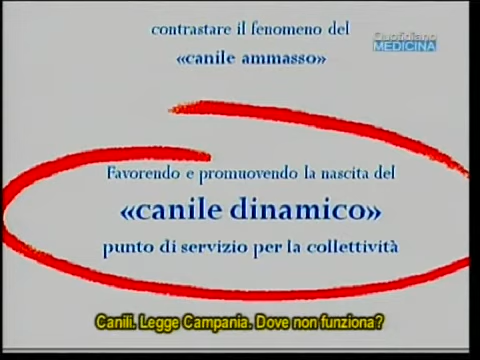 contrastare il fenomeno del
Quotidiano
MEDICINA
«canile ammasso»
Favorendo e promuovendo la nascita del
«canile dinamico»
punto di servizio per la collettività
Canili. Legge Campania. Dove non funziona?